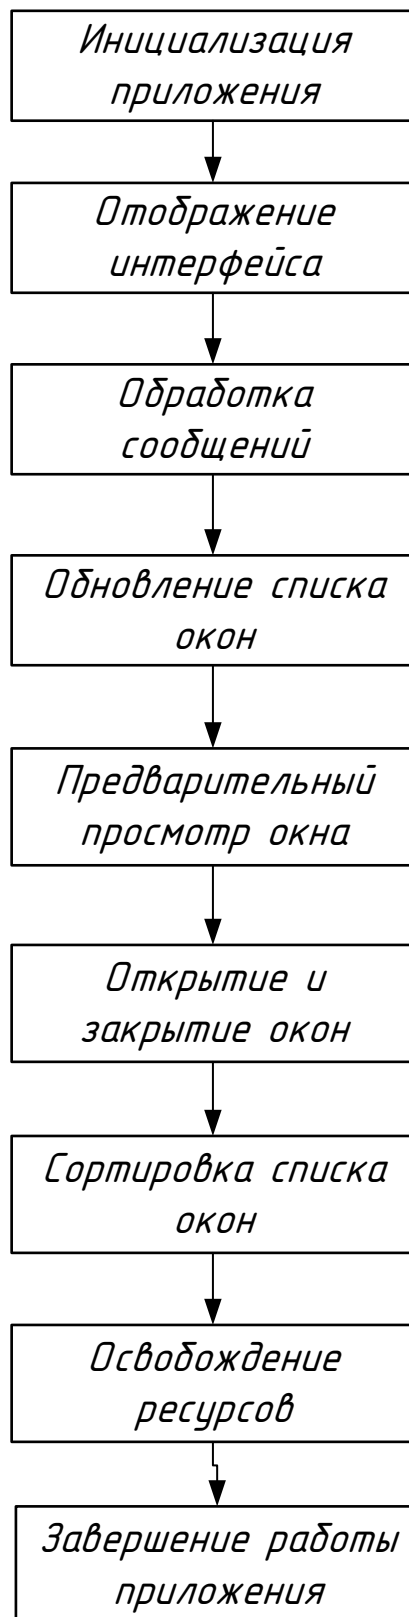 Инициализация
приложения
Отображение
интерфейса
Обработка
сообщений
Обновление списка
окон
Предварительный
просмотр окна
Открытие и
закрытие окон
Сортировка списка
окон
Освобождение
ресурсов
Завершение работы
приложения